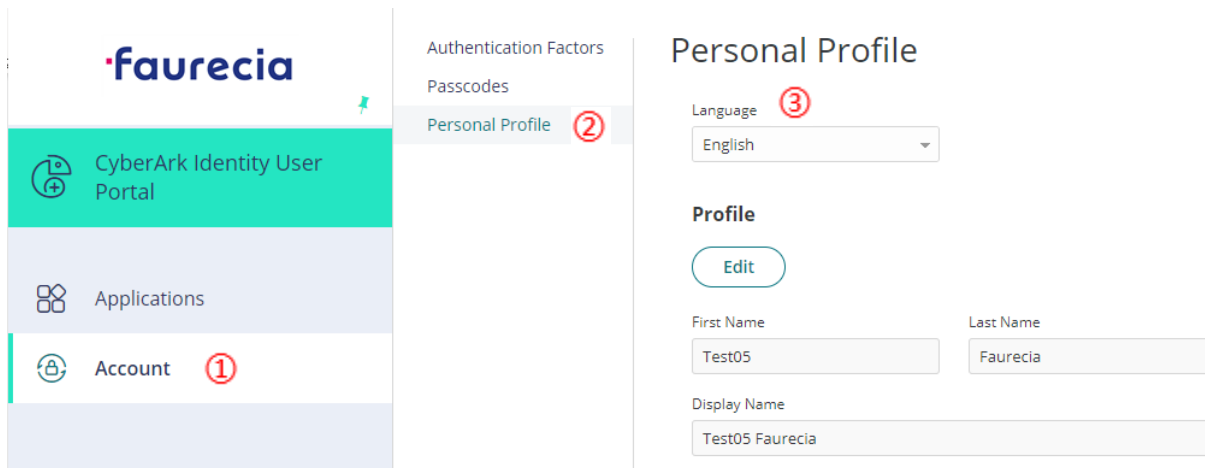 faurecia
CyberArk Identity User
Portal
Applications
Account ①
Authentication Factors
Passcodes
Personal Profile ②
Personal Profile
Language ③
English
Profile
Edit
First Name
Last Name
Test05
Faurecia
Display Name
Test05 Faurecia